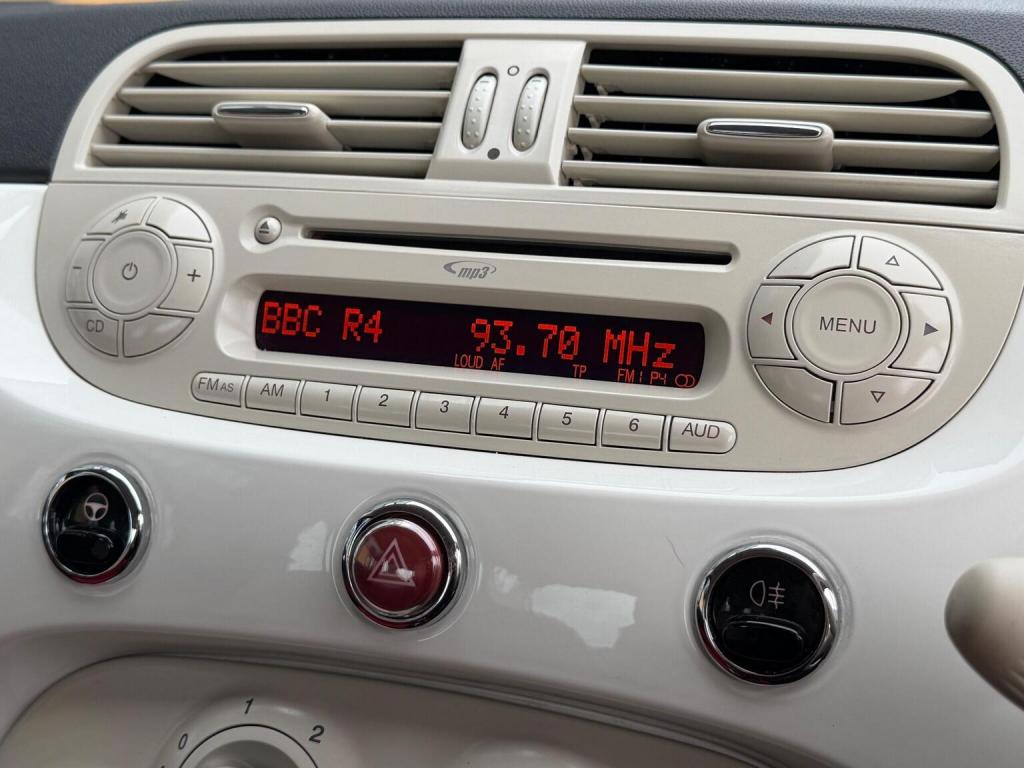 mp3
BBC R4 93.70 MHz
LOUD AF TP FM1 P4
CD
MENU
FM AS AM 1 2 3 4 5 6 AUD
0 1 2